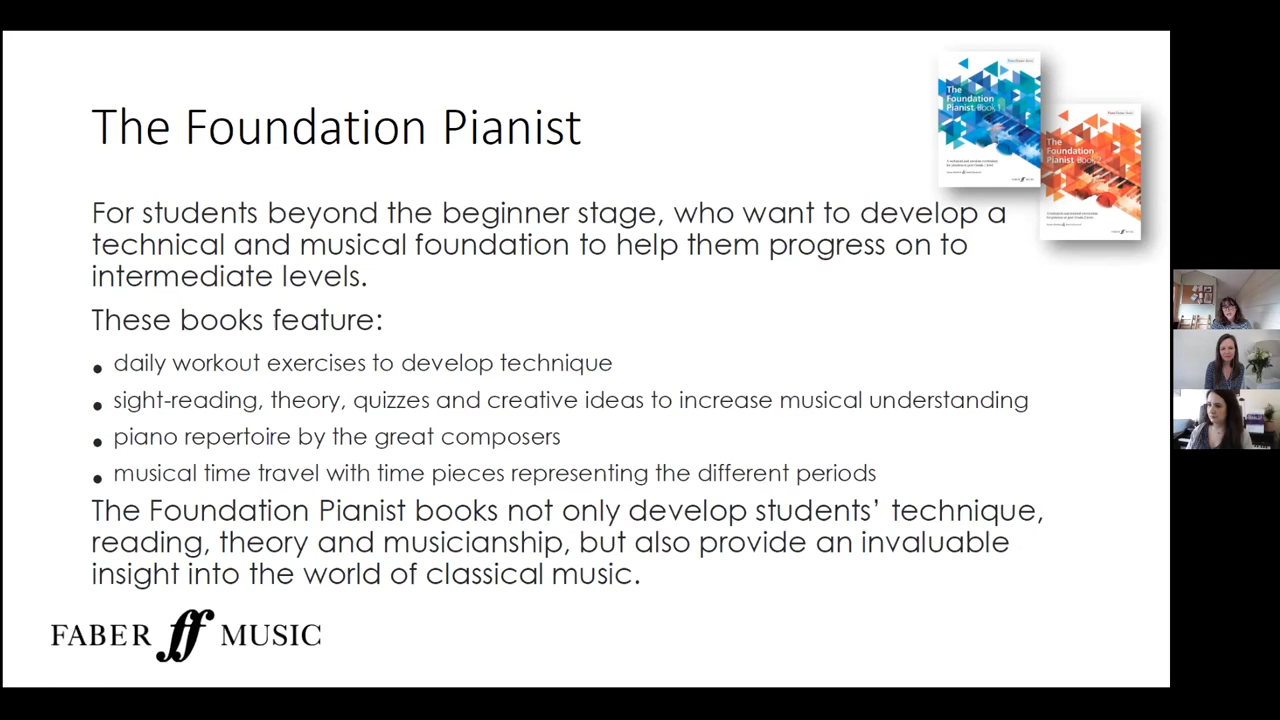 The Foundation Pianist
The
Foundation
Pianist Book 1
The
Foundation
Pianist Book 2
For students beyond the beginner stage, who want to develop a
technical and musical foundation to help them progress on to
intermediate levels.
These books feature:
• daily workout exercises to develop technique
• sight-reading, theory, quizzes and creative ideas to increase musical understanding
• piano repertoire by the great composers
• musical time travel with time pieces representing the different periods
The Foundation Pianist books not only develop students’ technique,
reading, theory and musicianship, but also provide an invaluable
insight into the world of classical music.
FABER ff MUSIC